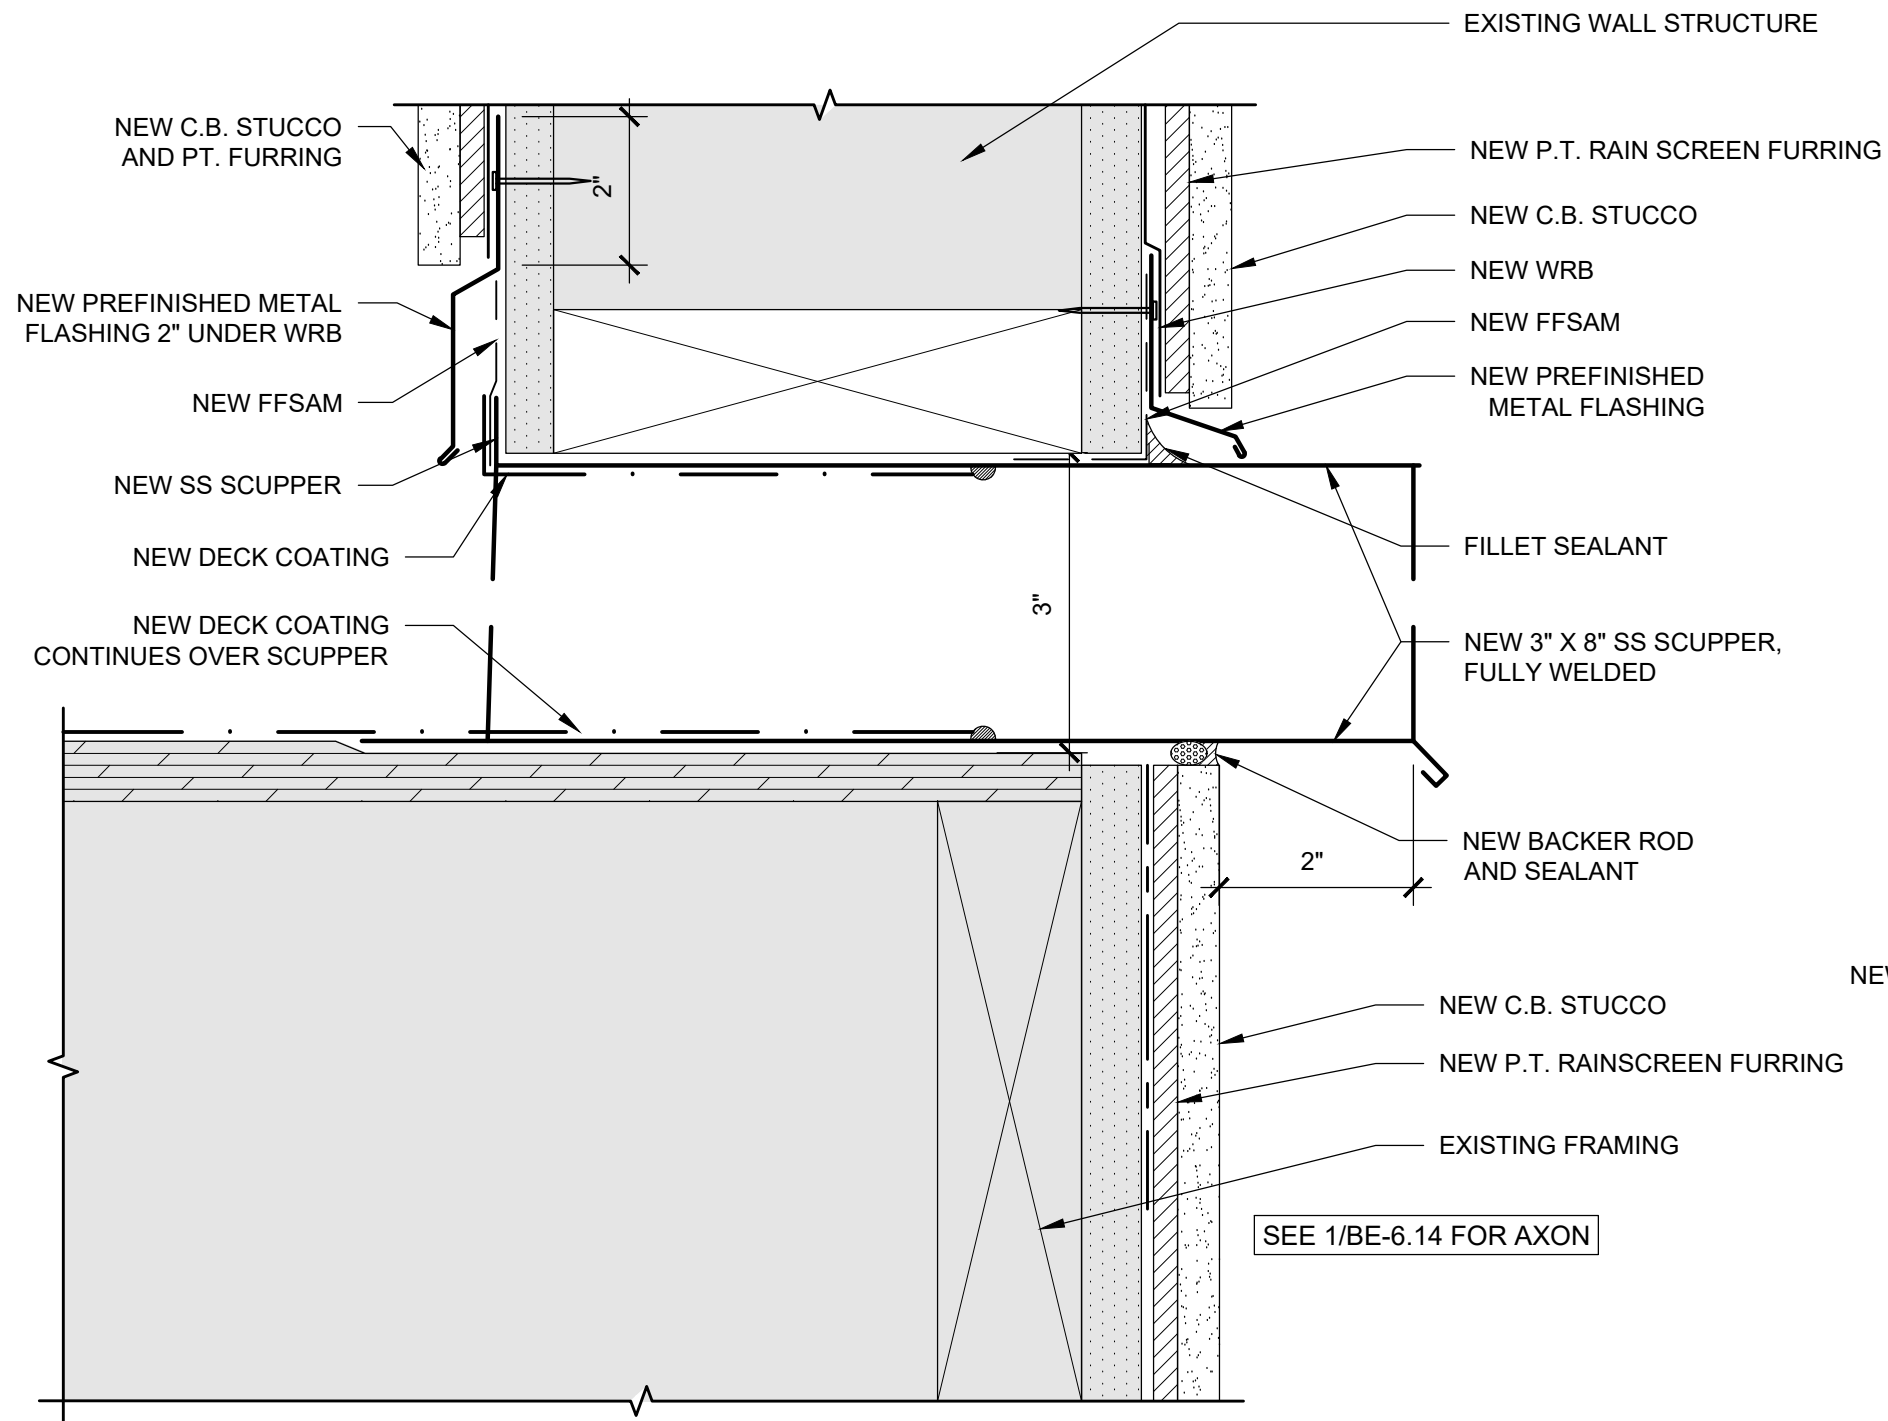 EXISTING WALL STRUCTURE
NEW C.B. STUCCO
AND PT. FURRING
2"
NEW P.T. RAIN SCREEN FURRING
NEW C.B. STUCCO
NEW WRB
NEW PREFINISHED METAL
FLASHING 2" UNDER WRB
NEW FFSAM
NEW PREFINISHED
METAL FLASHING
NEW FFSAM
NEW SS SCUPPER
NEW DECK COATING
FILLET SEALANT
3"
NEW DECK COATING
CONTINUES OVER SCUPPER
NEW 3" X 8" SS SCUPPER,
FULLY WELDED
NEW BACKER ROD
AND SEALANT
2"
NEW C.B. STUCCO
NEW P.T. RAINSCREEN FURRING
EXISTING FRAMING
SEE 1/BE-6.14 FOR AXON